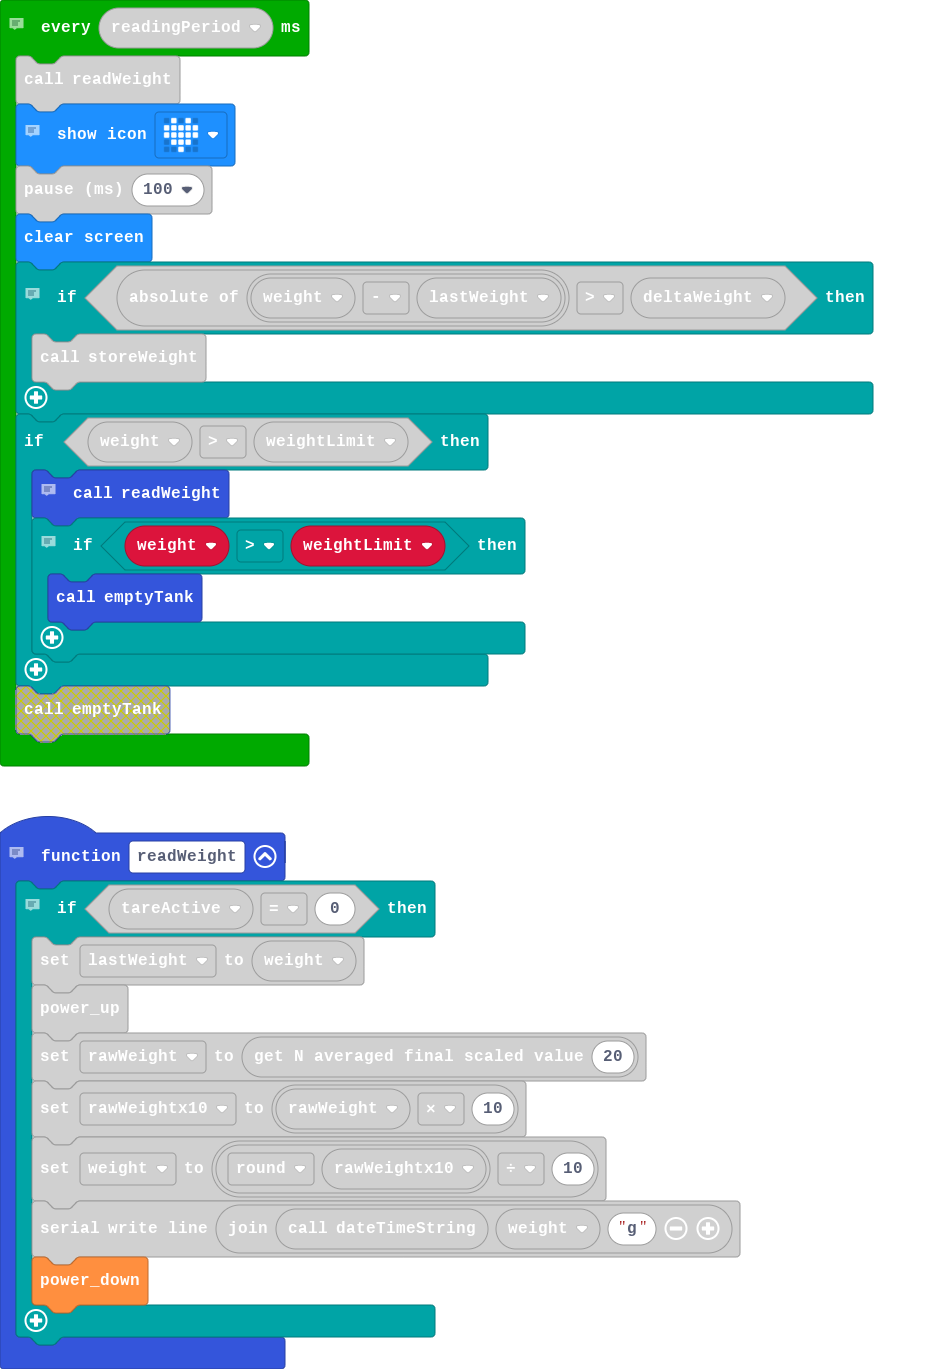 every readingPeriod ms
call readWeight
show icon
pause (ms) 100
clear screen
if absolute of weight - lastWeight > deltaWeight then
call storeWeight
if weight > weightLimit then
call readWeight
if weight > weightLimit then
call emptyTank
call emptyTank
function readWeight
if tareActive = 0 then
set lastWeight to weight
power_up
set rawWeight to get N averaged final scaled value 20
set rawWeightx10 to rawWeight × 10
set weight to round rawWeightx10 ÷ 10
serial write line join call dateTimeString weight "g"
power_down